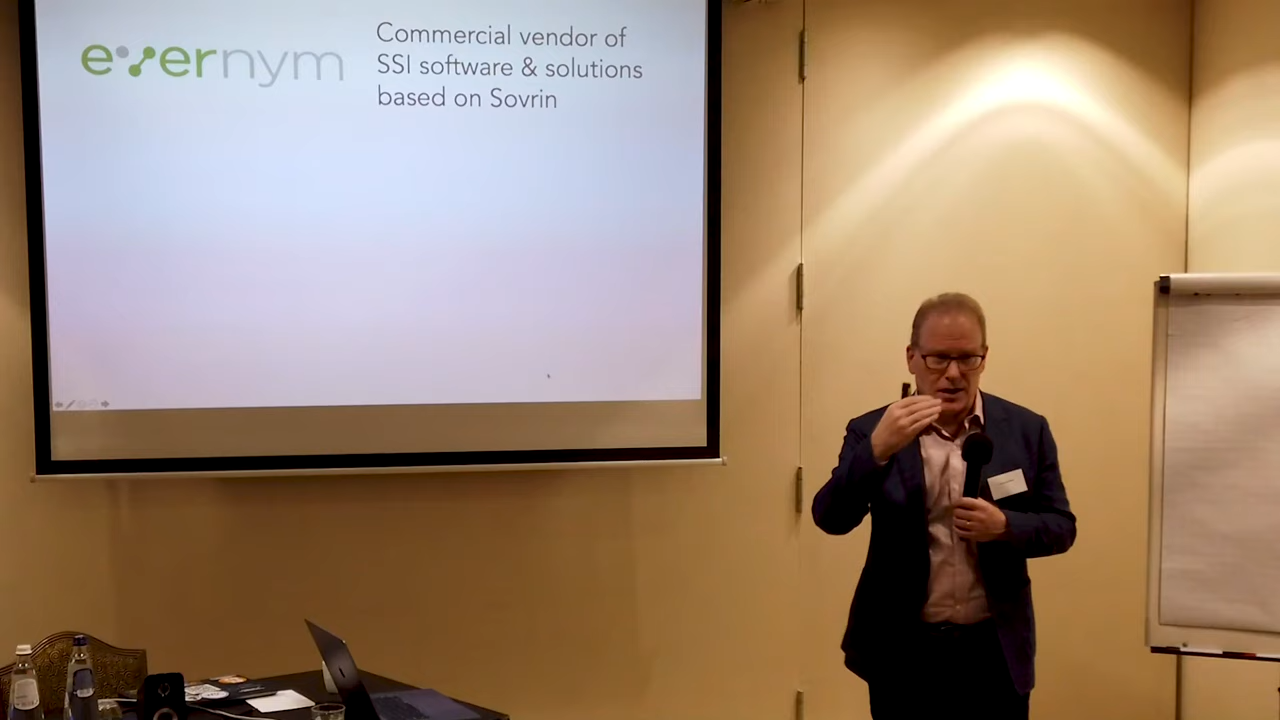 evernym
Commercial vendor of
SSI software & solutions
based on Sovrin